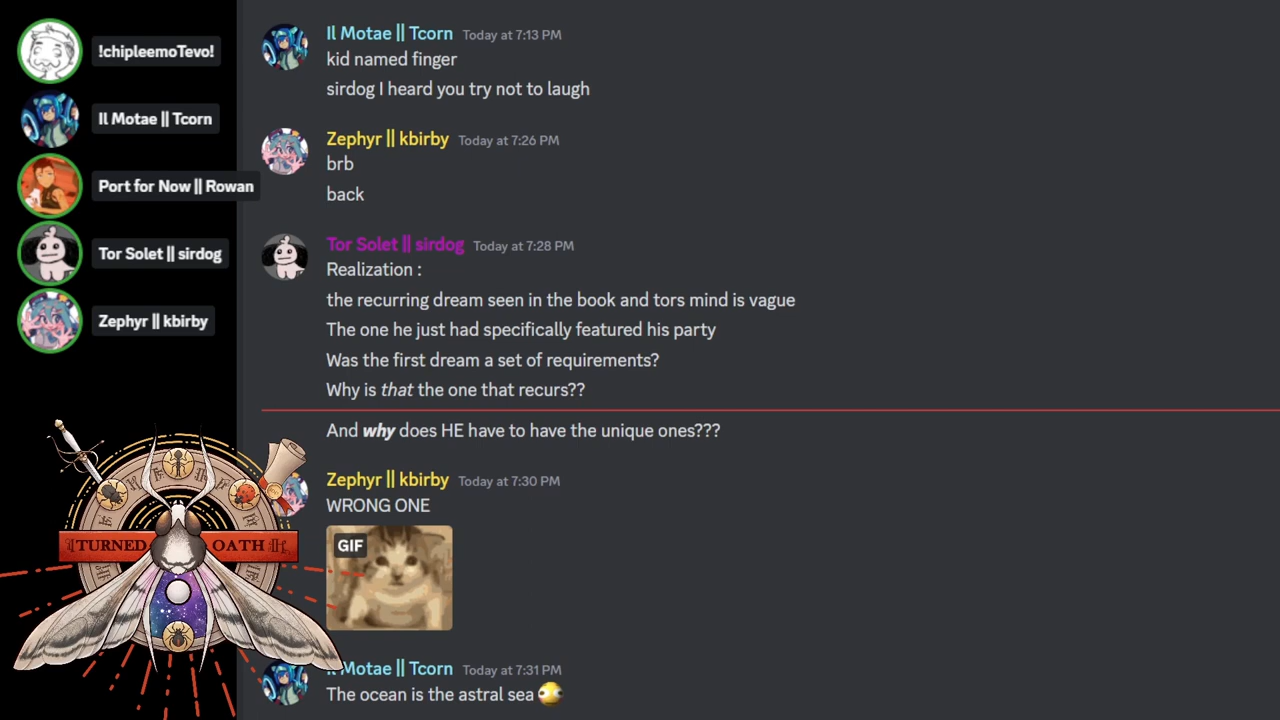 !chipleemoTevo!
Il Motae || Tcorn
Port for Now || Rowan
Tor Solet || sirdog
Zephyr || kbirby
Il Motae || Tcorn Today at 7:13 PM
kid named finger
sirdog I heard you try not to laugh
Zephyr || kbirby Today at 7:26 PM
brb
back
Tor Solet || sirdog Today at 7:28 PM
Realization :
the recurring dream seen in the book and tors mind is vague
The one he just had specifically featured his party
Was the first dream a set of requirements?
Why is that the one that recurs??
And why does HE have to have the unique ones???
Zephyr || kbirby Today at 7:30 PM
WRONG ONE
GIF
Il Motae || Tcorn Today at 7:31 PM
The ocean is the astral sea
TURNED OATH